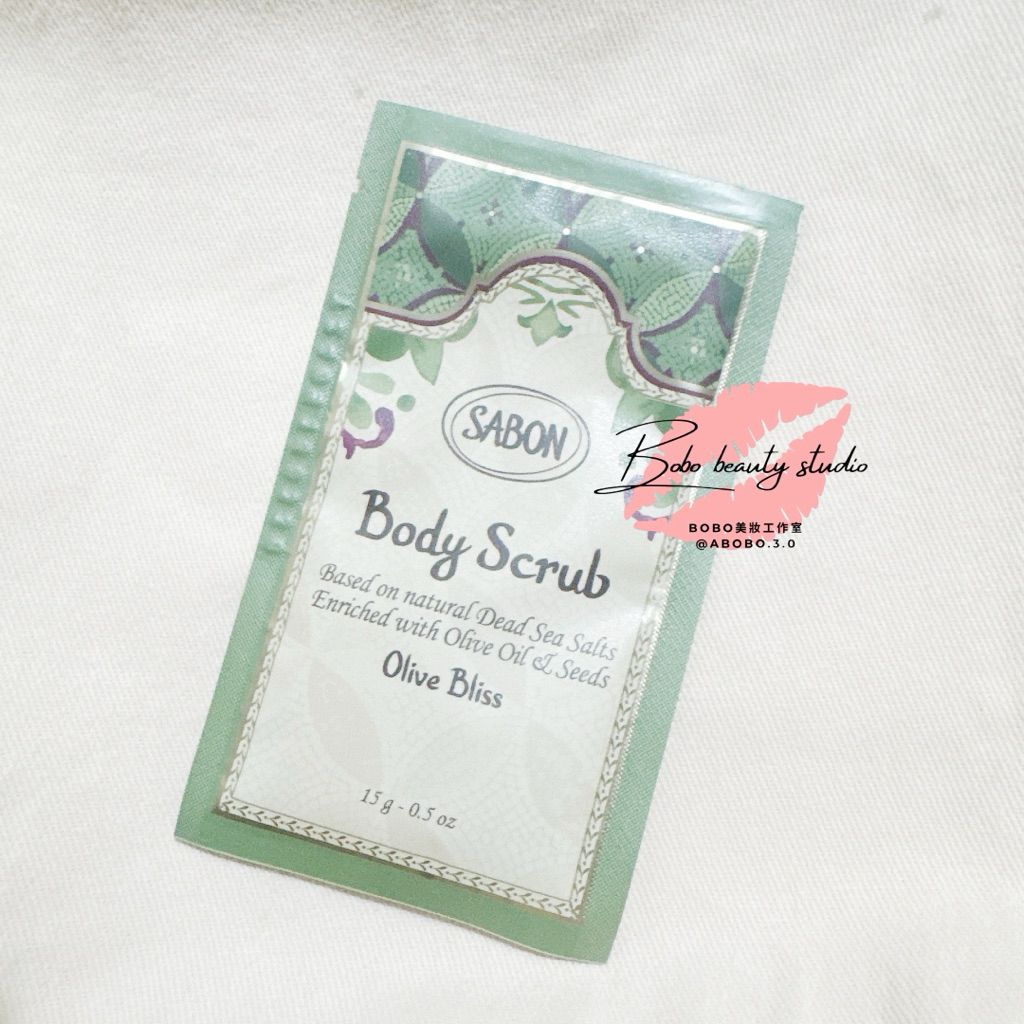 SABON
Bobo beauty studio
BOBO美妝工作室
@ABOBO.3.0
Body Scrub
Based on natural Dead Sea Salts
Enriched with Olive Oil & Seeds
Olive Bliss
15 g - 0.5 oz